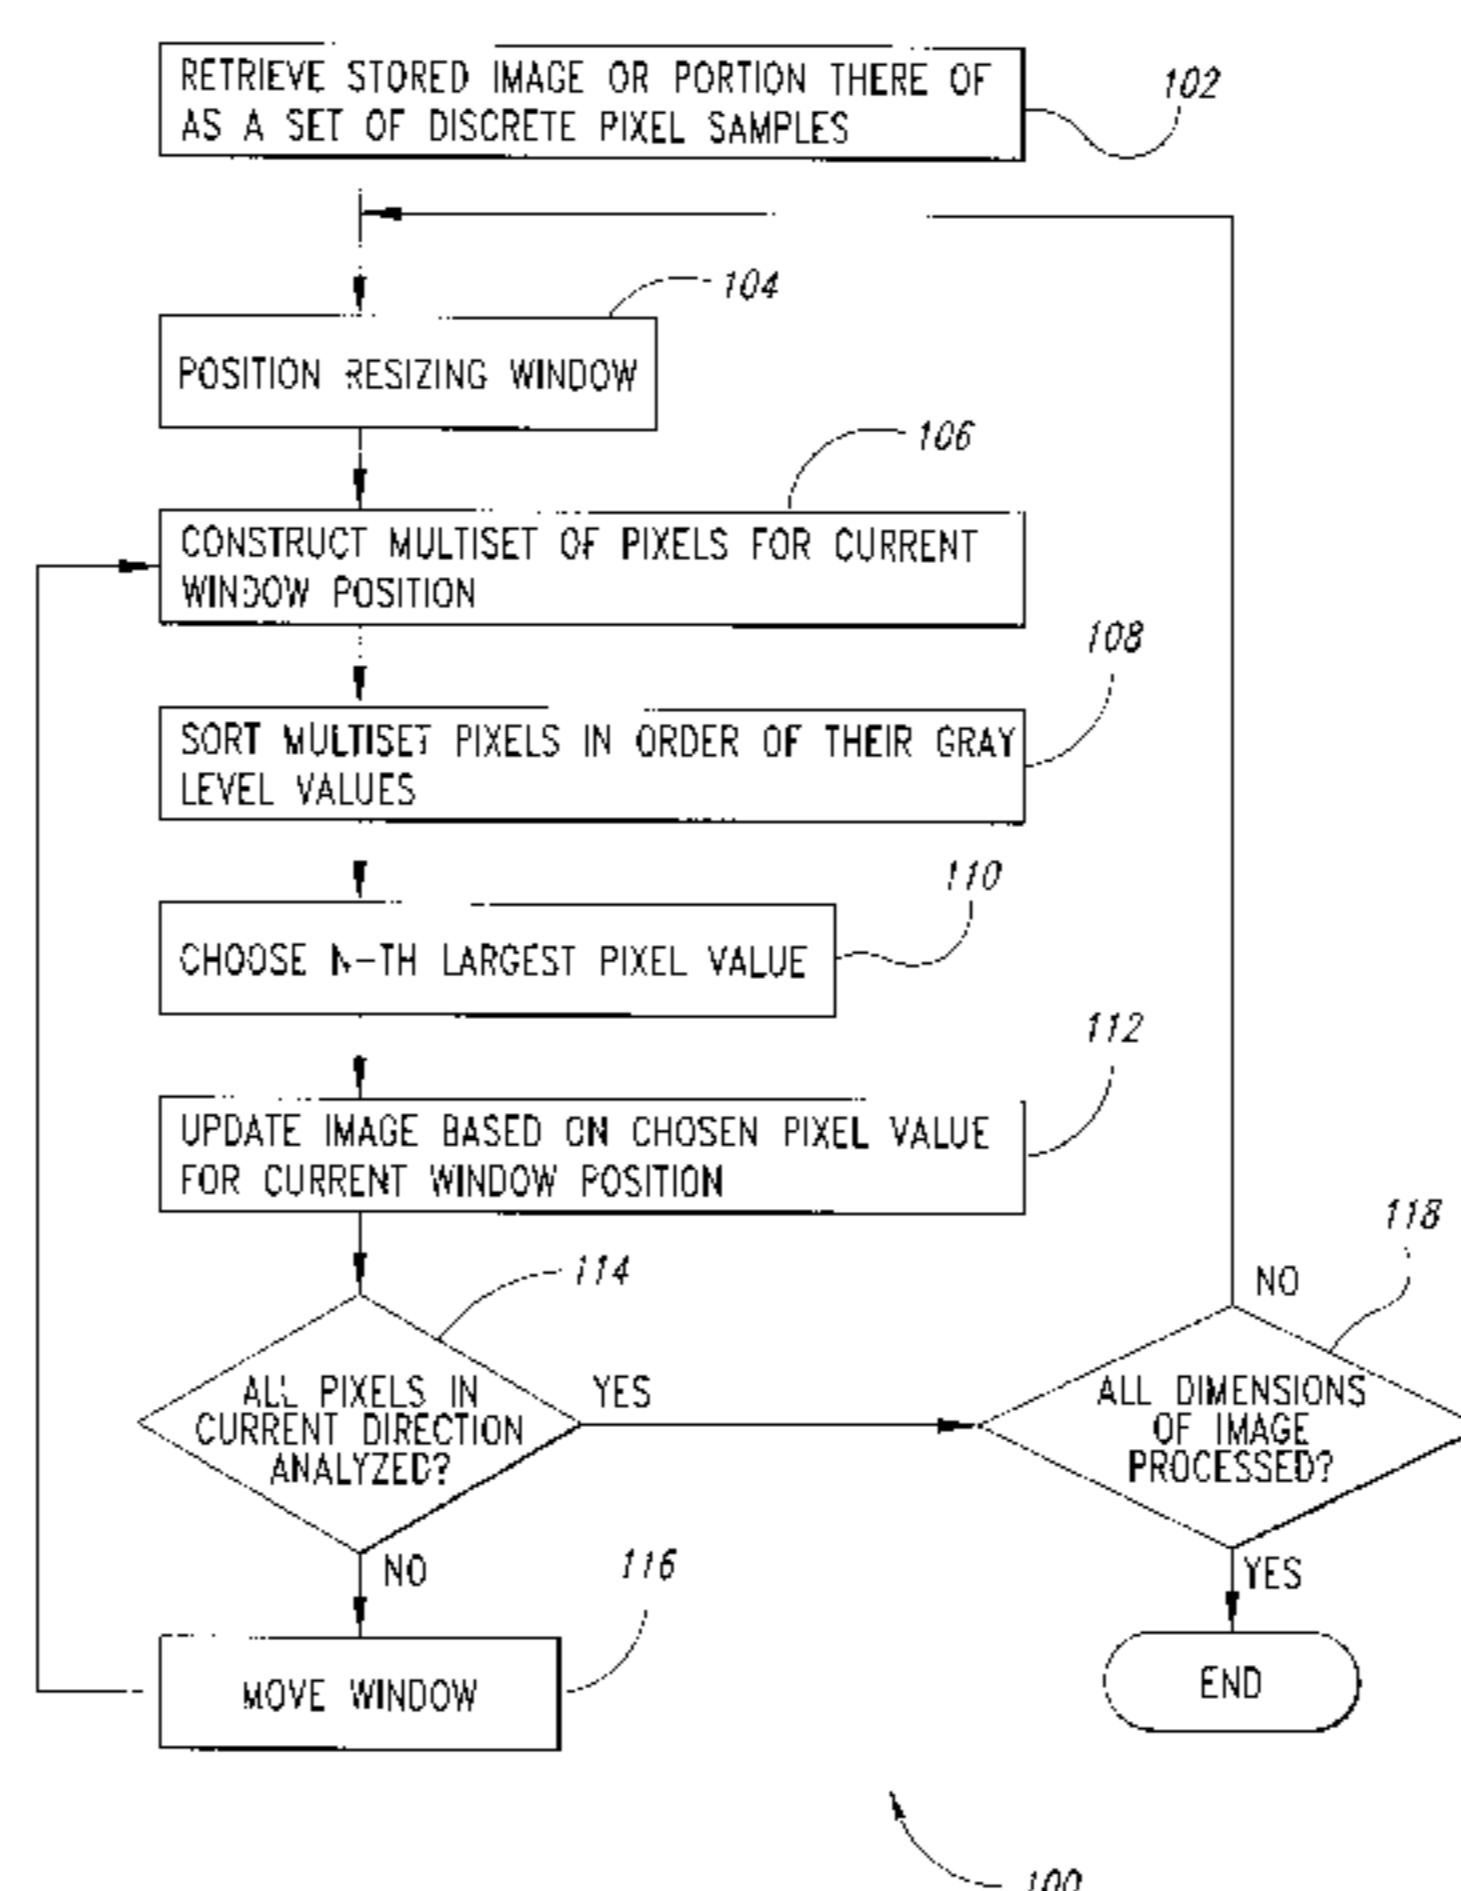 RETRIEVE STORED IMAGE OR PORTION THERE OF
AS A SET OF DISCRETE PIXEL SAMPLES
102
104
POSITION RESIZING WINDOW
106
CONSTRUCT MULTISET OF PIXELS FOR CURRENT
WINDOW POSITION
108
SORT MULTISET PIXELS IN ORDER OF THEIR GRAY
LEVEL VALUES
110
CHOOSE N-TH LARGEST PIXEL VALUE
112
UPDATE IMAGE BASED ON CHOSEN PIXEL VALUE
FOR CURRENT WINDOW POSITION
114
ALL PIXELS IN
CURRENT DIRECTION
ANALYZED?
YES
NO
118
ALL DIMENSIONS
OF IMAGE
PROCESSED?
NO
YES
116
MOVE WINDOW
END
100